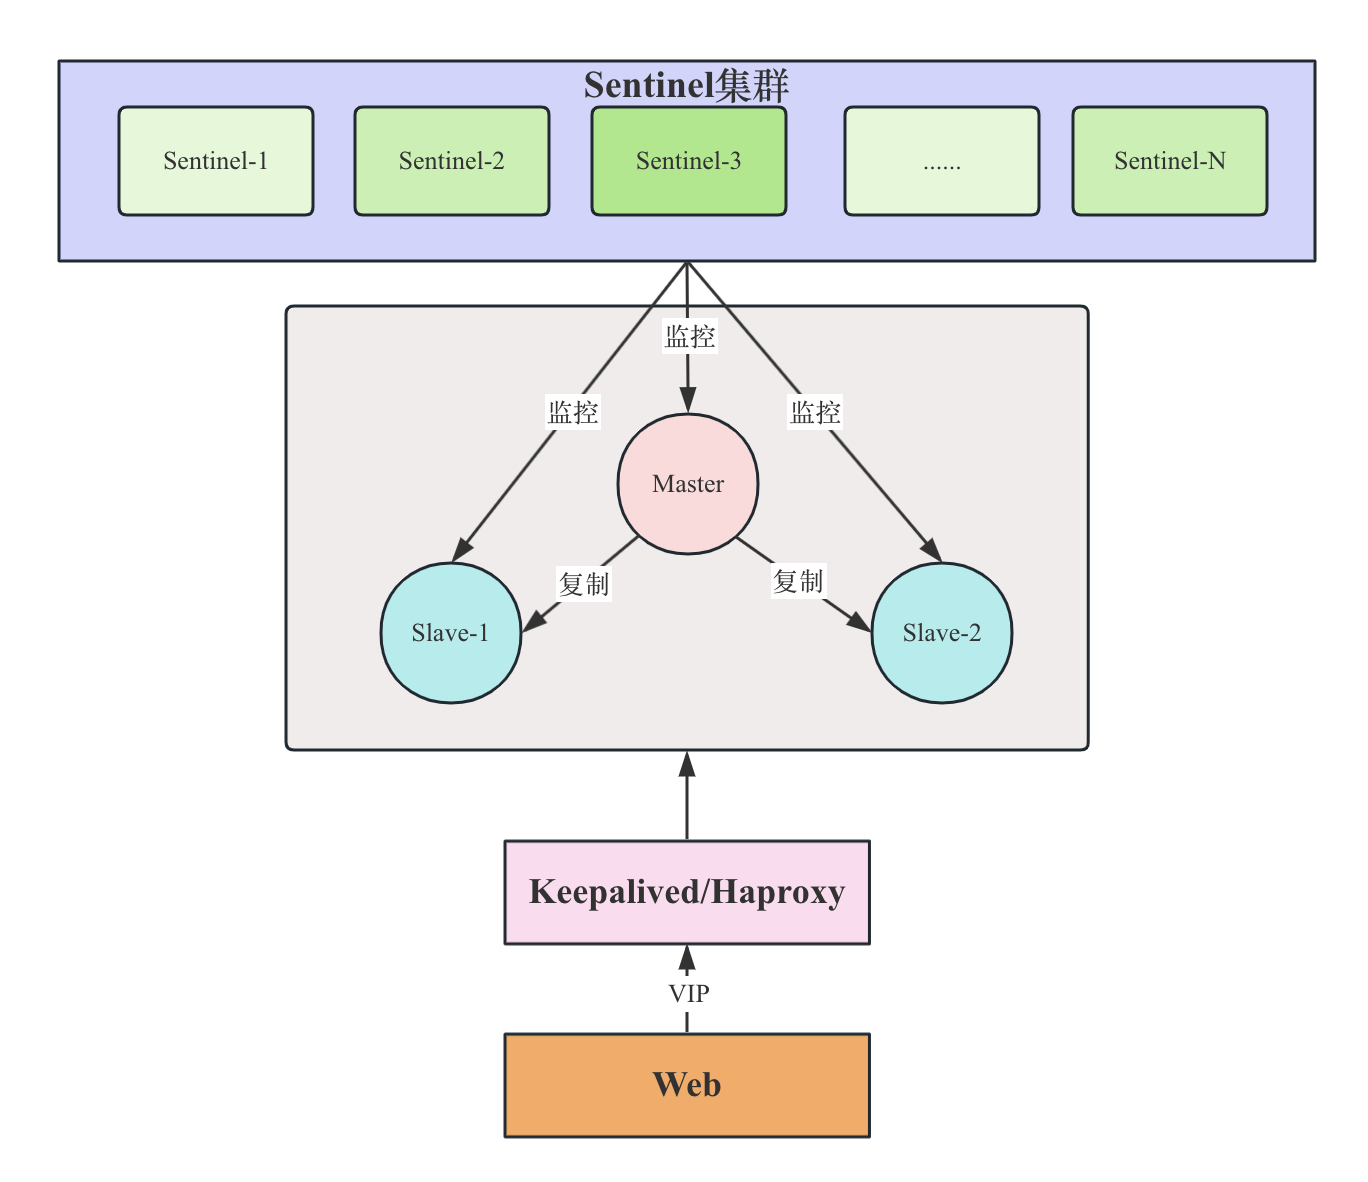 Sentinel集群
Sentinel-1
Sentinel-2
Sentinel-3
......
Sentinel-N
监控
监控
监控
Master
复制
复制
Slave-1
Slave-2
Keepalived/Haproxy
VIP
Web